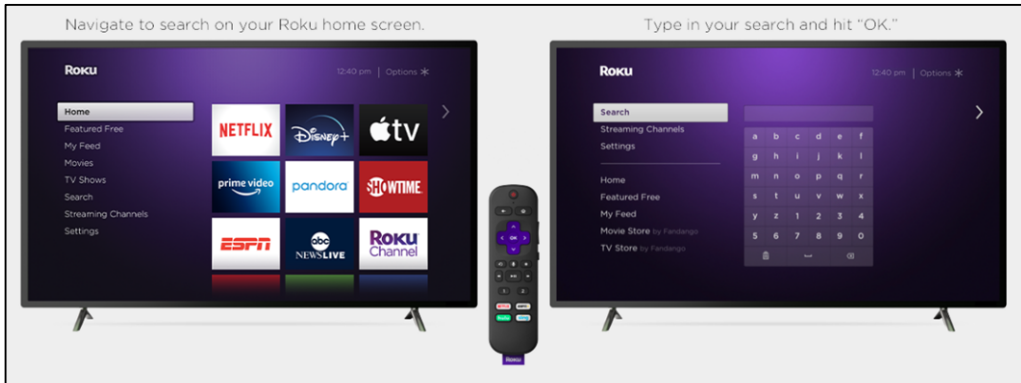 Navigate to search on your Roku home screen.
Roku
12:40 pm | Options
Home
Featured Free
My Feed
Movies
TV Shows
Search
Streaming Channels
Settings
NETFLIX
Disney+
tv
prime video
pandora
SHOWTIME
ESPN
abc
NEWSLIVE
Roku
Channel
OK
NETFLIX
hulu
sling
Roku
Type in your search and hit “OK.”
Roku
12:40 pm | Options
Search
Streaming Channels
Settings
Home
Featured Free
My Feed
Movie Store by Fandango
TV Store by Fandango
a b c d e f
g h i j k l
m n o p q r
s t u v w x
y z 1 2 3 4
5 6 7 8 9 0